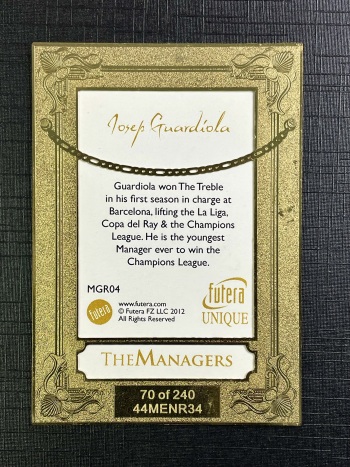 Josep Guardiola
Guardiola won The Treble
in his first season in charge at
Barcelona, lifting the La Liga,
Copa del Ray & the Champions
League. He is the youngest
Manager ever to win the
Champions League.
MGR04
futera
www.futera.com
© Futera FZ LLC 2012
All Rights Reserved
futera
UNIQUE
THEMANAGERS
70 of 240
44MENR34